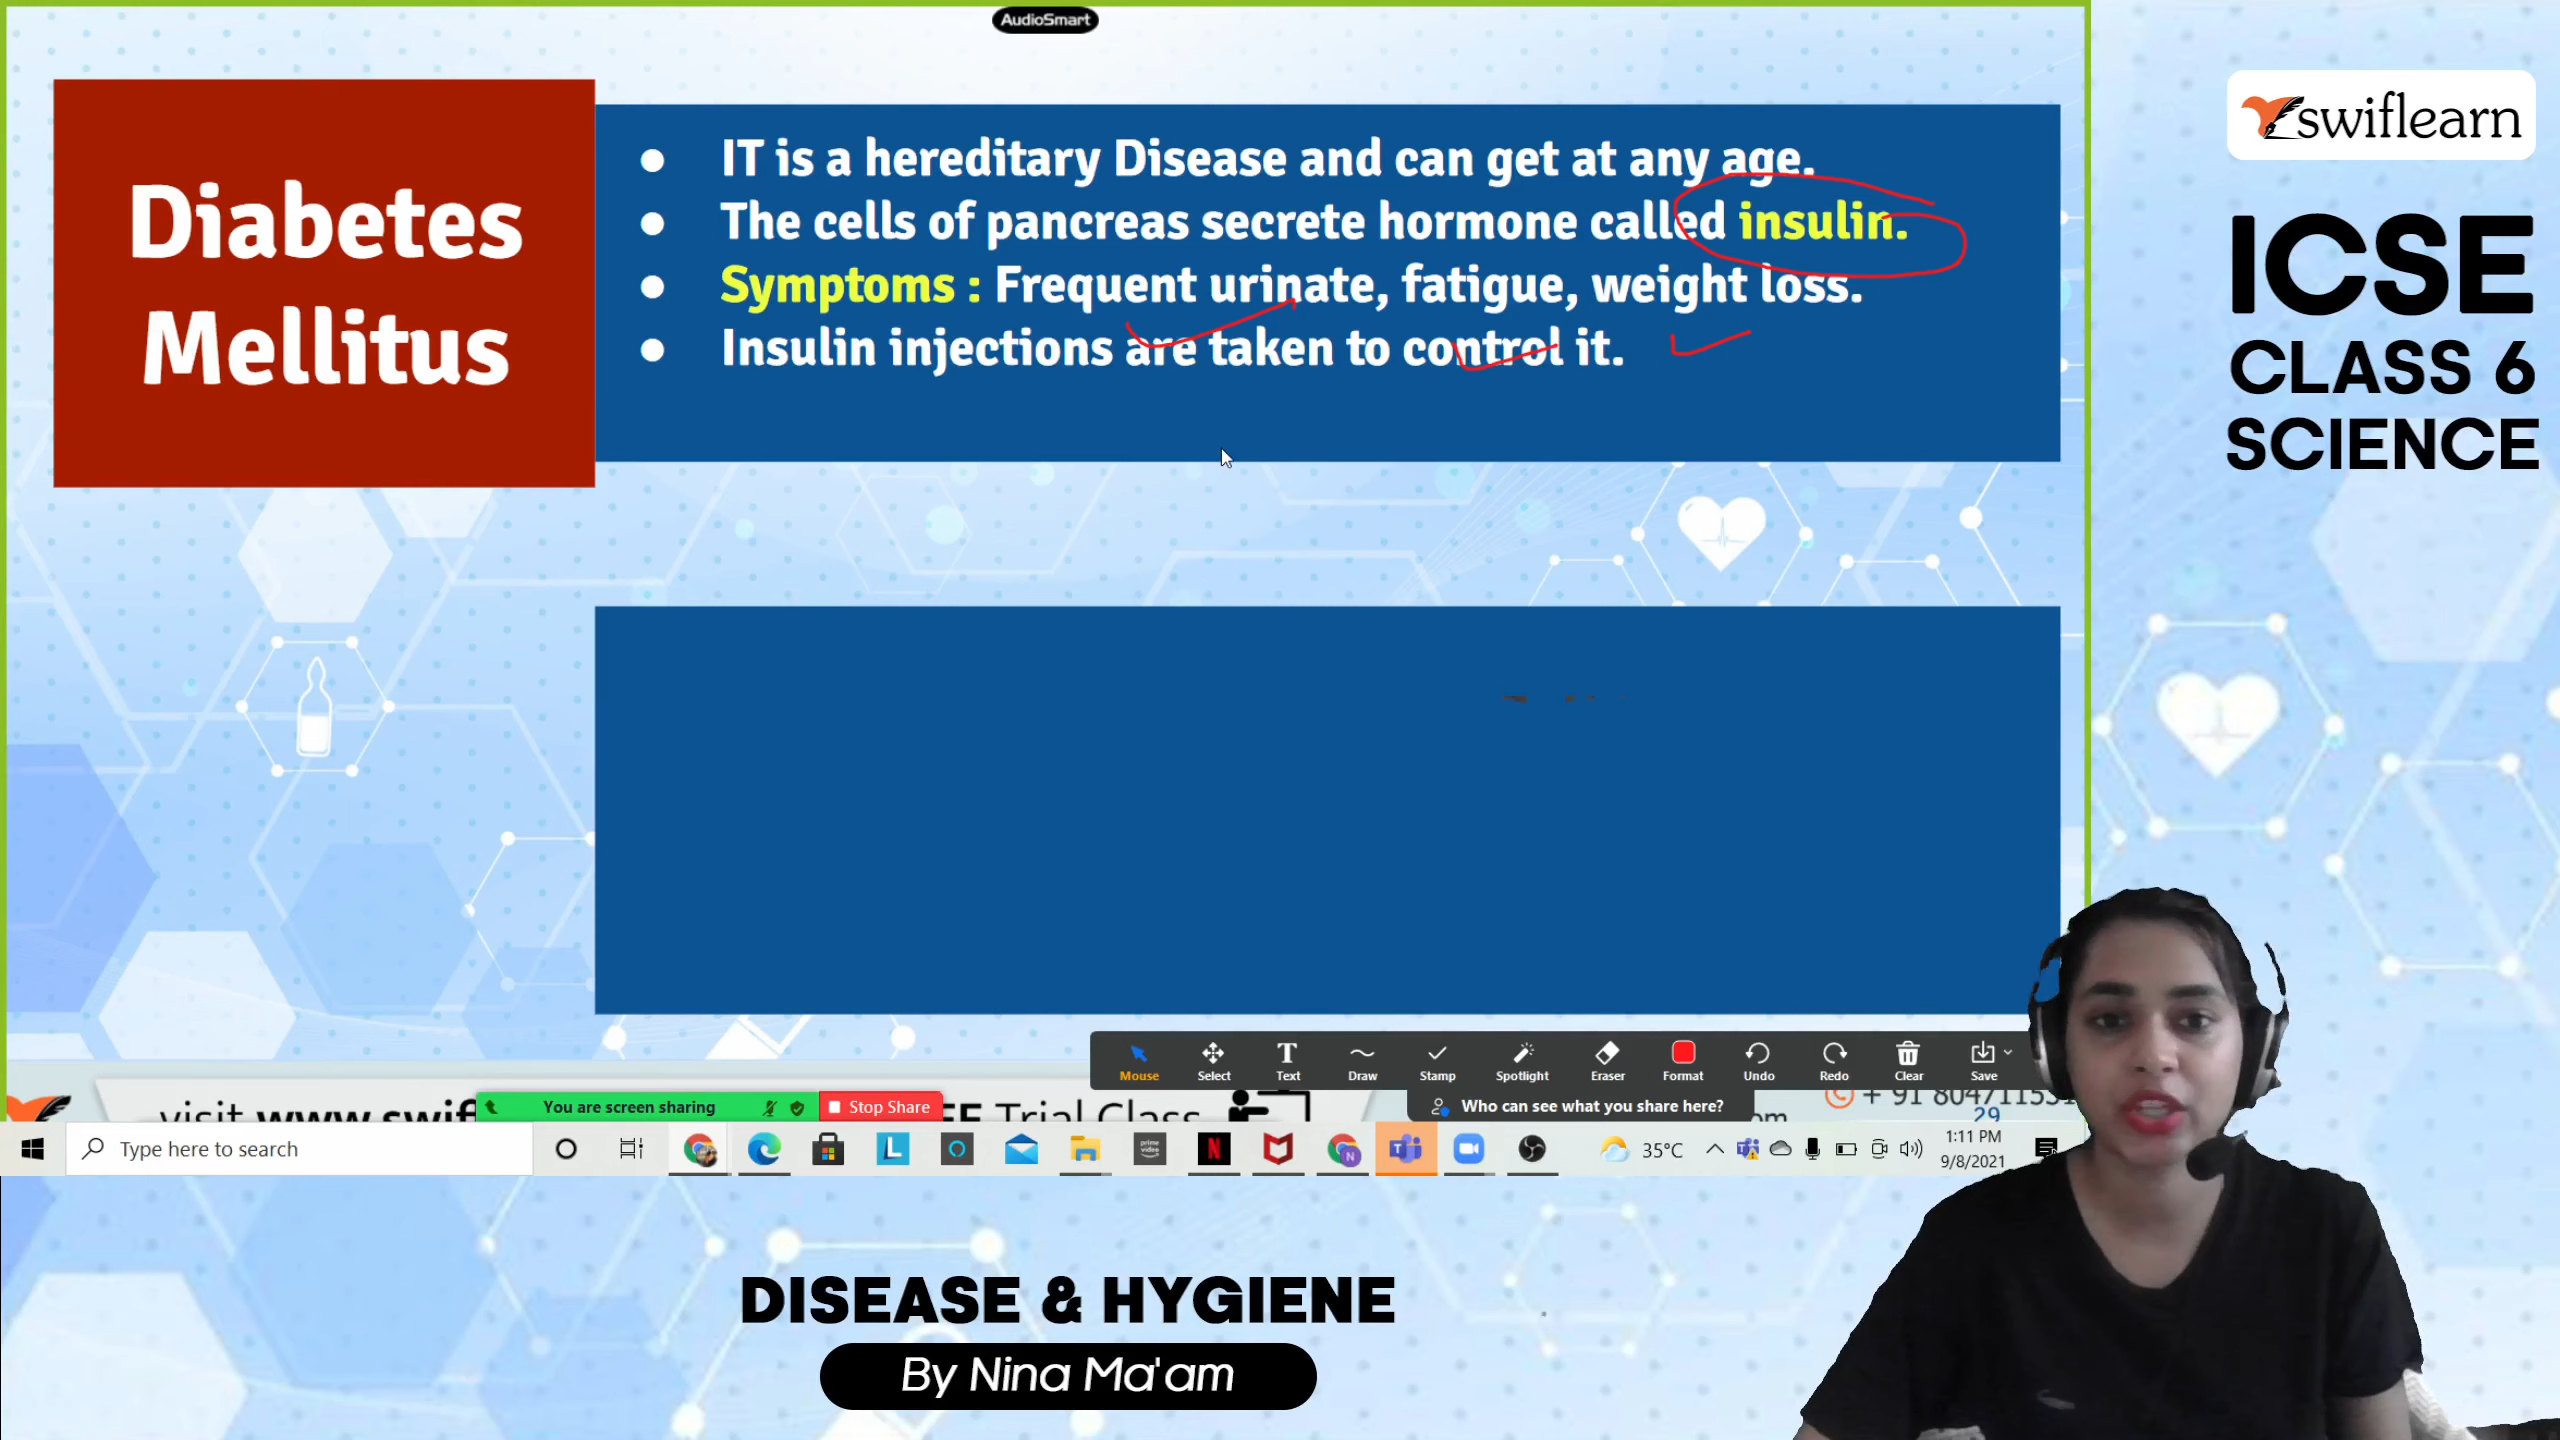 AudioSmart
Diabetes
Mellitus
● IT is a hereditary Disease and can get at any age.
● The cells of pancreas secrete hormone called insulin.
● Symptoms : Frequent urinate, fatigue, weight loss.
● Insulin injections are taken to control it.
swiflearn
ICSE
CLASS 6
SCIENCE
Mouse Select Text Draw Stamp Spotlight Eraser Format Undo Redo Clear Save
visit www.swif
You are screen sharing Stop Share
Trial Class
Who can see what you share here?
om
29
Type here to search
35°C
1:11 PM
9/8/2021
DISEASE & HYGIENE
By Nina Ma'am